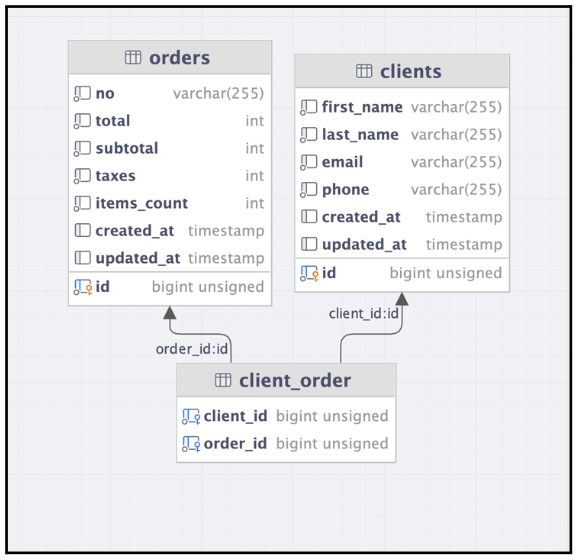 orders
no varchar(255)
total int
subtotal int
taxes int
items_count int
created_at timestamp
updated_at timestamp
id bigint unsigned
clients
first_name varchar(255)
last_name varchar(255)
email varchar(255)
phone varchar(255)
created_at timestamp
updated_at timestamp
id bigint unsigned
client_id:id
order_id:id
client_order
client_id bigint unsigned
order_id bigint unsigned